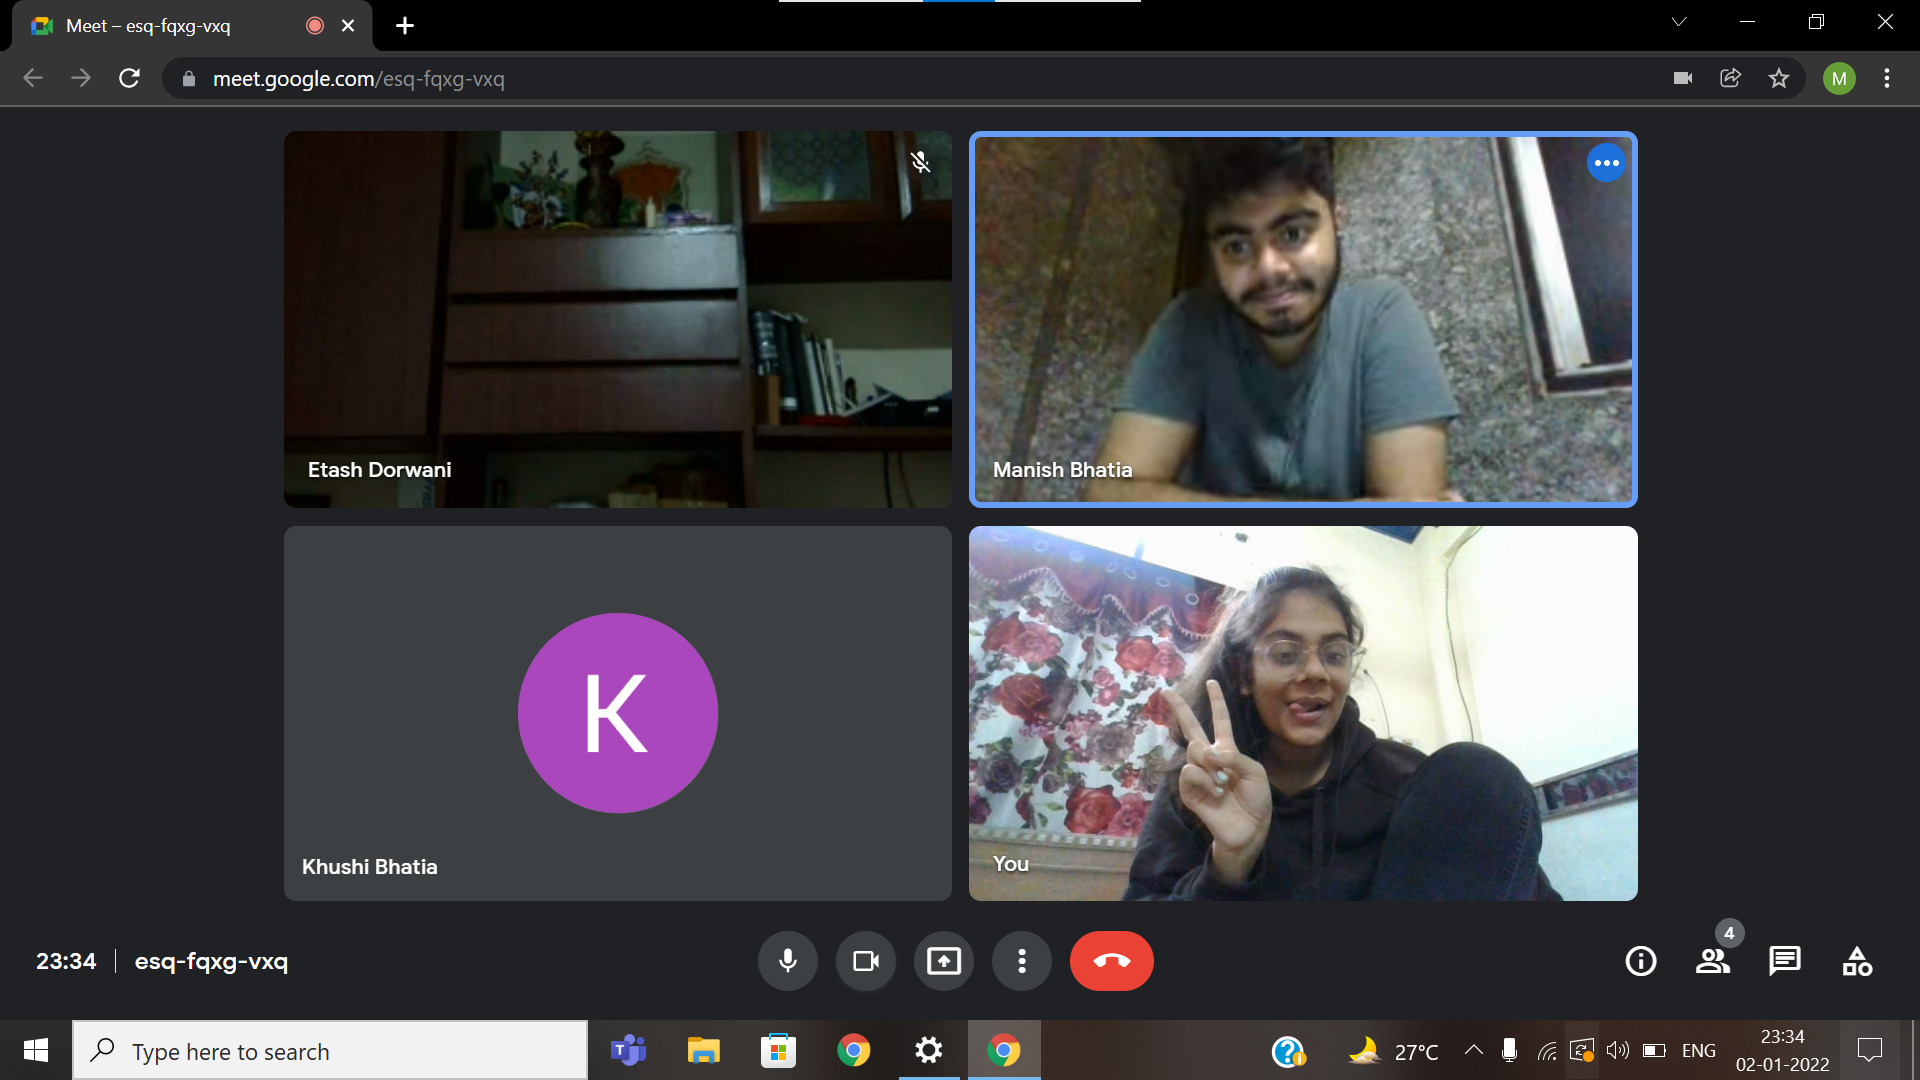 Meet – esq-fqxg-vxq
meet.google.com/esq-fqxg-vxq
M
Etash Dorwani
Manish Bhatia
K
Khushi Bhatia
You
23:34 | esq-fqxg-vxq
4
Type here to search
T
27°C
ENG
23:34
02-01-2022